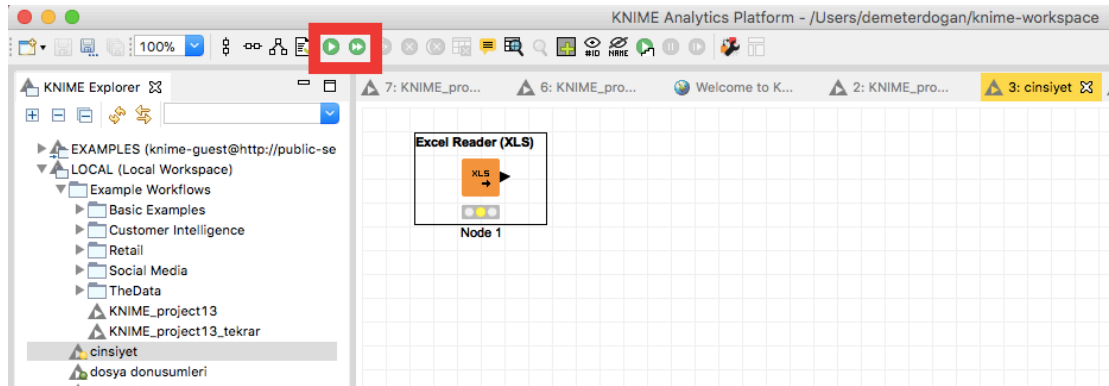 KNIME Analytics Platform - /Users/demeterdogan/knime-workspace
100%
#ID NAME
KNIME Explorer
7: KNIME_pro...
6: KNIME_pro...
Welcome to K...
2: KNIME_pro...
3: cinsiyet
EXAMPLES (knime-guest@http://public-se
LOCAL (Local Workspace)
Example Workflows
Basic Examples
Customer Intelligence
Retail
Social Media
TheData
KNIME_project13
KNIME_project13_tekrar
cinsiyet
dosya donusumleri
Excel Reader (XLS)
XLS
Node 1